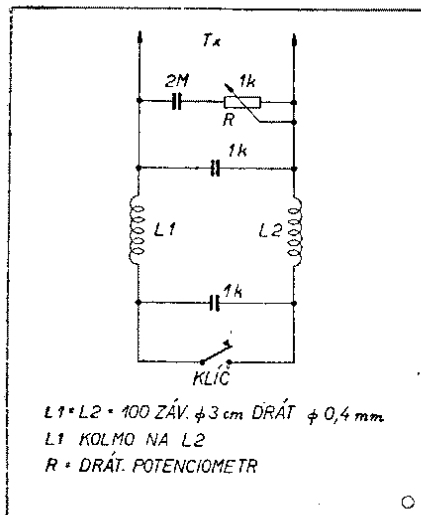 Tx
2M
1k
R
1k
L1
L2
1k
KLÍČ
L1 = L2 = 100 ZÁV. ϕ 3 cm DRÁT ϕ 0,4 mm
L1 KOLMO NA L2
R = DRÁT. POTENCIOMETR